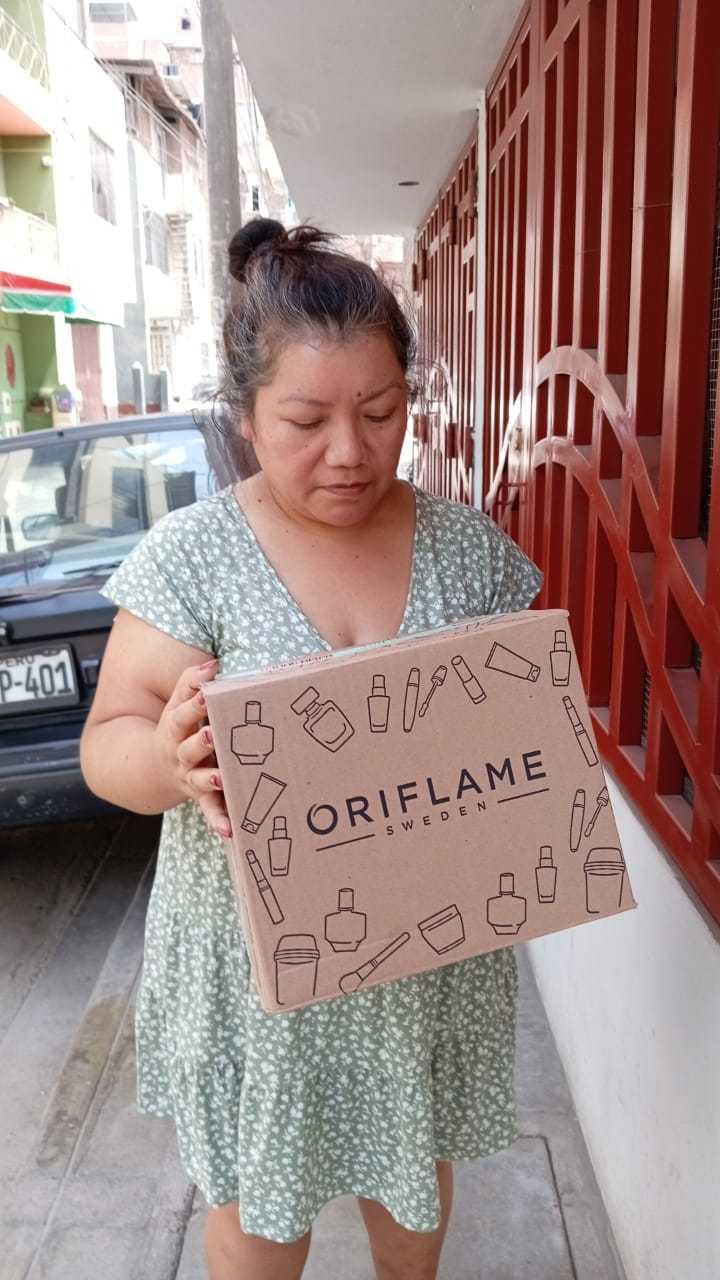 ORIFLAME
SWEDEN
PERU
P-401